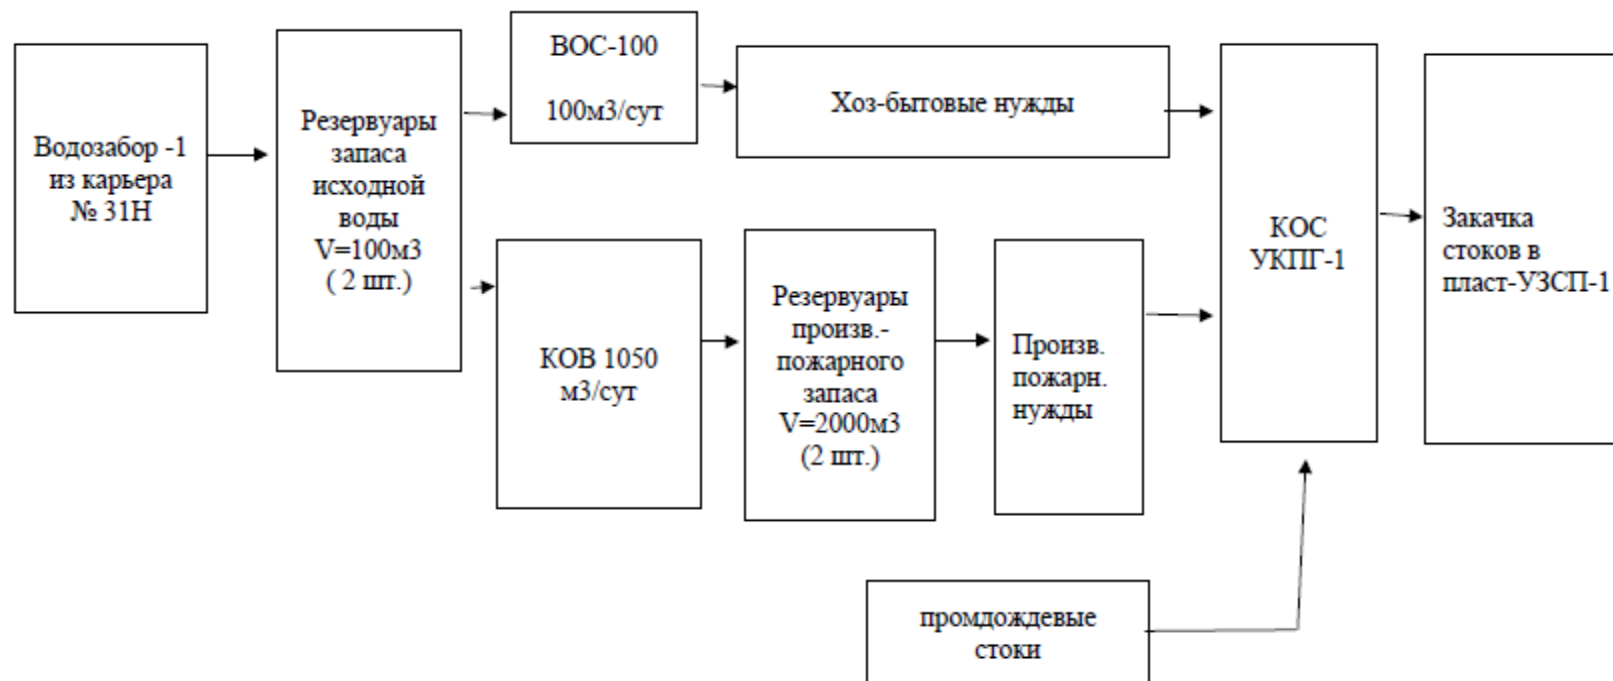 Водозабор -1
из карьера
№ 31Н
Резервуары
запаса
исходной
воды
V=100м3
( 2 шт.)
ВОС-100
100м3/сут
Хоз-бытовые нужды
КОВ 1050
м3/сут
Резервуары
произв.-
пожарного
запаса
V=2000м3
(2 шт.)
Произв.
пожарн.
нужды
КОС
УКПГ-1
Закачка
стоков в
пласт-УЗСП-1
промдождевые
стоки